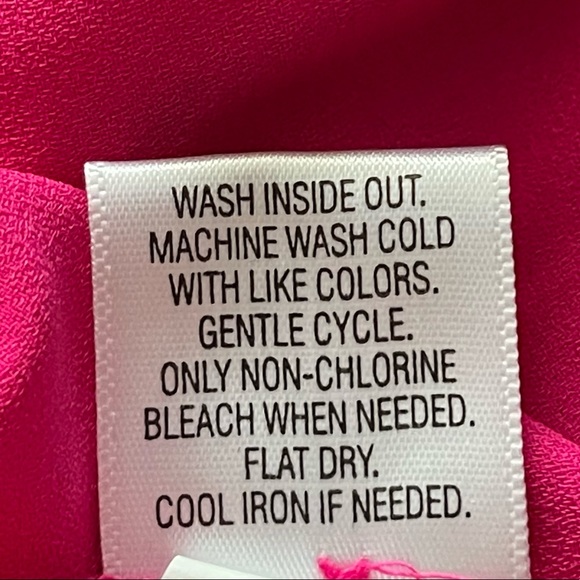 WASH INSIDE OUT.
MACHINE WASH COLD
WITH LIKE COLORS.
GENTLE CYCLE.
ONLY NON-CHLORINE
BLEACH WHEN NEEDED.
FLAT DRY.
COOL IRON IF NEEDED.